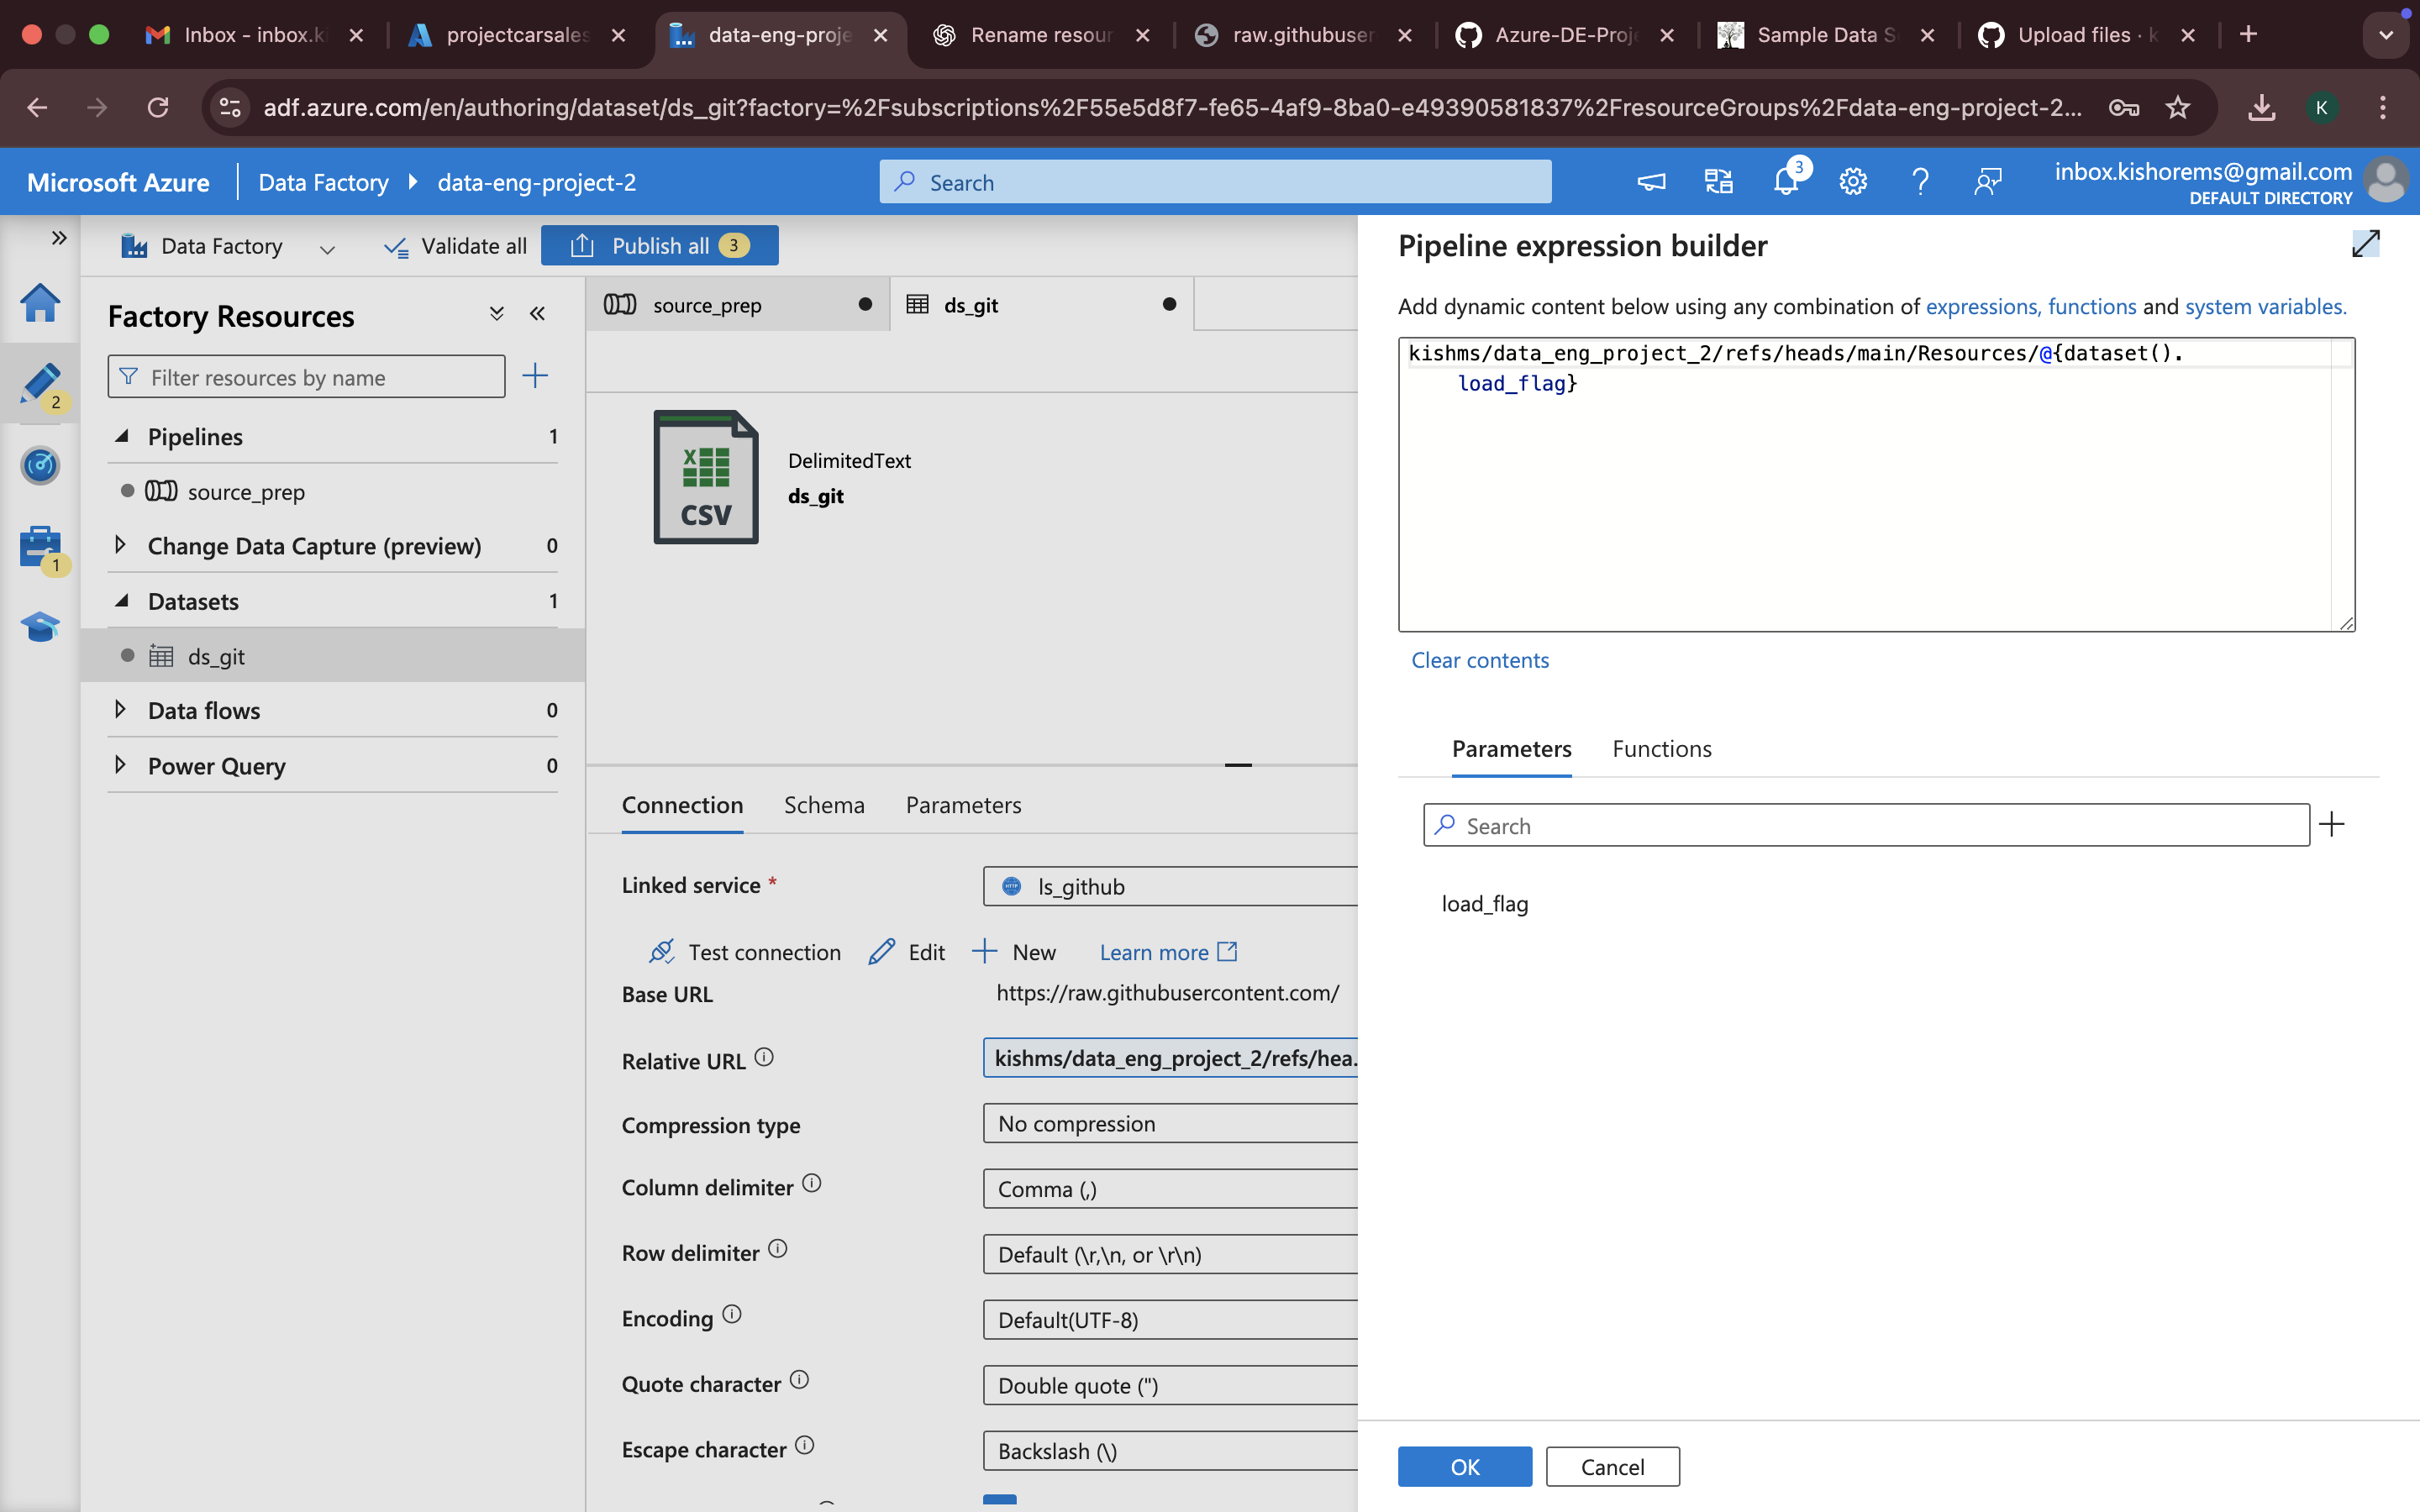 Inbox - inbox.ki
projectcarsales
data-eng-proje
Rename resour
raw.githubuser
Azure-DE-Proje
Sample Data S
Upload files · k
adf.azure.com/en/authoring/dataset/ds_git?factory=%2Fsubscriptions%2F55e5d8f7-fe65-4af9-8ba0-e49390581837%2FresourceGroups%2Fdata-eng-project-2...
K
Microsoft Azure
Data Factory
data-eng-project-2
Search
3
inbox.kishorems@gmail.com
DEFAULT DIRECTORY
Data Factory
Validate all
Publish all 3
Factory Resources
Filter resources by name
2
1
Pipelines 1
source_prep
Change Data Capture (preview) 0
Datasets 1
ds_git
Data flows 0
Power Query 0
source_prep
ds_git
X
CSV
DelimitedText
ds_git
Connection
Schema
Parameters
Linked service * HTTP ls_github
Test connection
Edit
New
Learn more
Base URL https://raw.githubusercontent.com/
Relative URL kishms/data_eng_project_2/refs/hea...
Compression type No compression
Column delimiter Comma (,)
Row delimiter Default (\r,\n, or \r\n)
Encoding Default(UTF-8)
Quote character Double quote (")
Escape character Backslash (\)
Pipeline expression builder
Add dynamic content below using any combination of expressions, functions and system variables.
kishms/data_eng_project_2/refs/heads/main/Resources/@{dataset().
load_flag}
Clear contents
Parameters
Functions
Search
load_flag
OK
Cancel